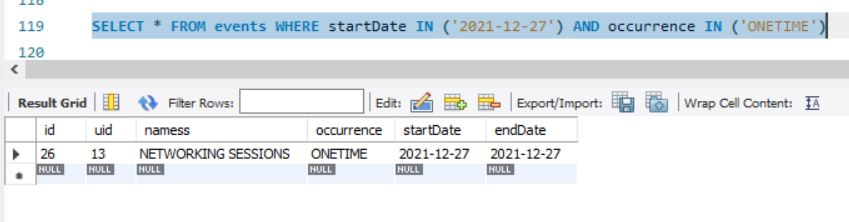 118
119 SELECT * FROM events WHERE startDate IN ('2021-12-27') AND occurrence IN ('ONETIME')
120
Result Grid Filter Rows: Edit: Export/Import: Wrap Cell Content: IA
id uid namess occurrence startDate endDate
26 13 NETWORKING SESSIONS ONETIME 2021-12-27 2021-12-27
NULL NULL NULL NULL NULL NULL